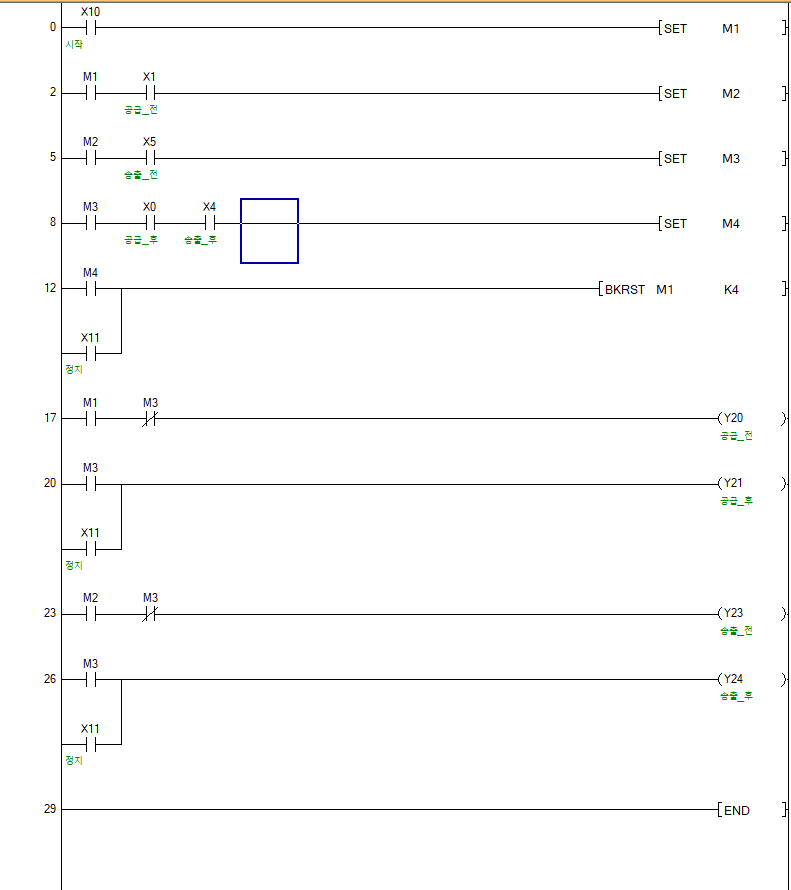 X10
0 SET M1
시작
M1 X1
2 SET M2
공급_전
M2 X5
5 SET M3
송출_전
M3 X0 X4
8 SET M4
공급_후 송출_후
M4
12 BKRST M1 K4
X11
정지
M1 M3
17 Y20
공급_전
M3
20 Y21
공급_후
X11
정지
M2 M3
23 Y23
송출_전
M3
26 Y24
송출_후
X11
정지
29 END